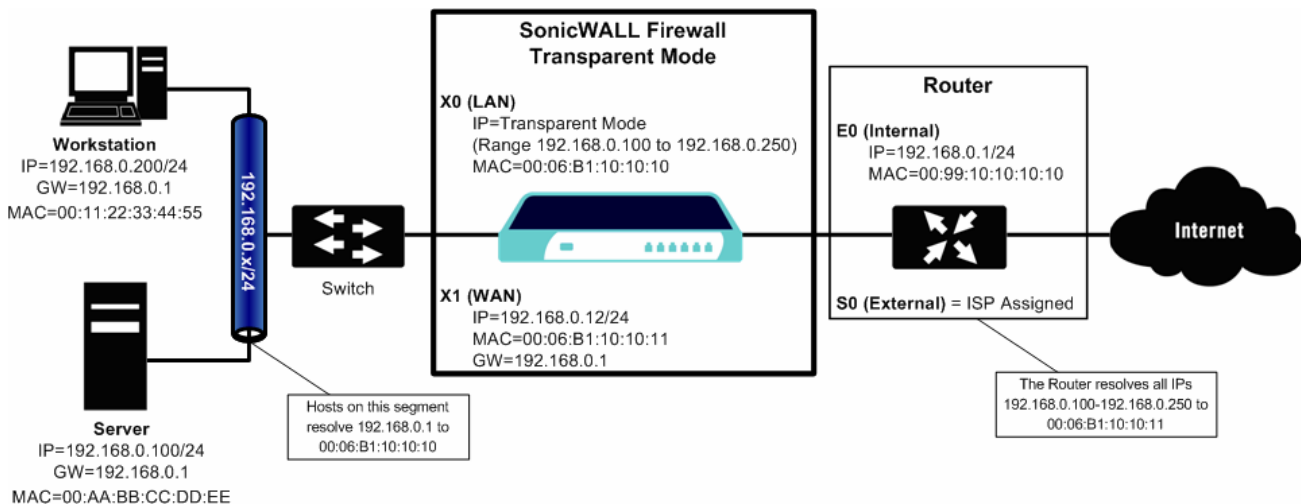 SonicWALL Firewall
Transparent Mode
X0 (LAN)
IP=Transparent Mode
(Range 192.168.0.100 to 192.168.0.250)
MAC=00:06:B1:10:10:10
X1 (WAN)
IP=192.168.0.12/24
MAC=00:06:B1:10:10:11
GW=192.168.0.1
Workstation
IP=192.168.0.200/24
GW=192.168.0.1
MAC=00:11:22:33:44:55
192.168.0.x/24
Switch
Server
IP=192.168.0.100/24
GW=192.168.0.1
MAC=00:AA:BB:CC:DD:EE
Hosts on this segment
resolve 192.168.0.1 to
00:06:B1:10:10:10
Router
E0 (Internal)
IP=192.168.0.1/24
MAC=00:99:10:10:10:10
S0 (External) = ISP Assigned
The Router resolves all IPs
192.168.0.100-192.168.0.250 to
00:06:B1:10:10:11
Internet